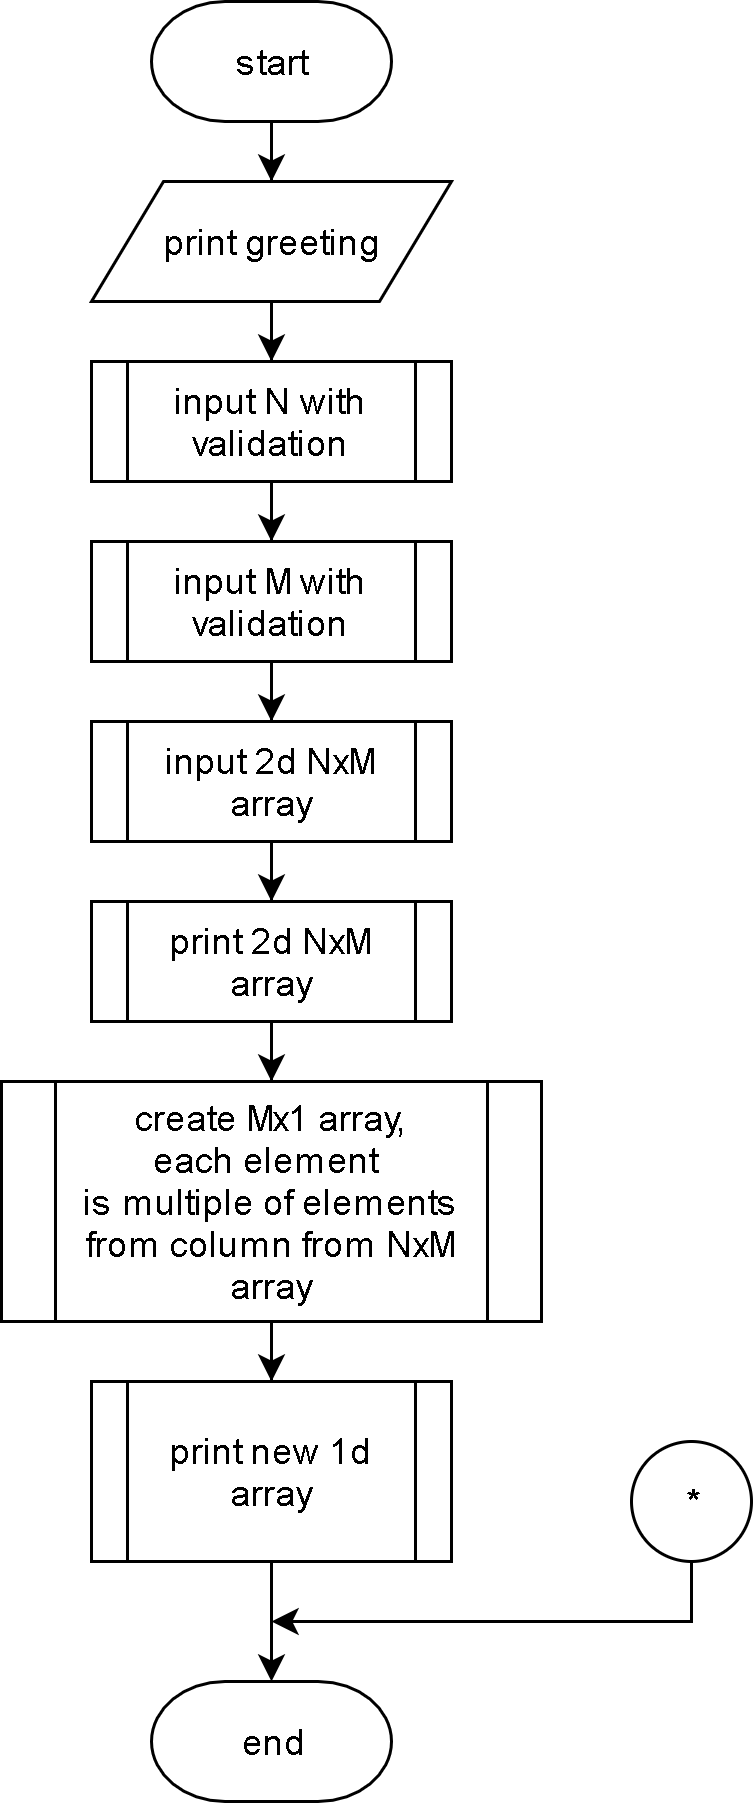 start
print greeting
input N with
validation
input M with
validation
input 2d NxM
array
print 2d NxM
array
create Mx1 array,
each element
is multiple of elements
from column from NxM
array
print new 1d
array
*
end